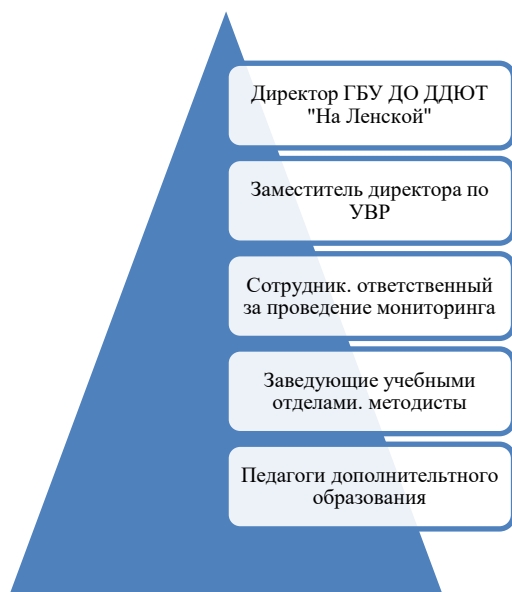 Директор ГБУ ДО ДДЮТ
"На Ленской"
Заместитель директора по
УВР
Сотрудник. ответственный
за проведение мониторинга
Заведующие учебными
отделами. методисты
Педагоги дополнительтного
образования